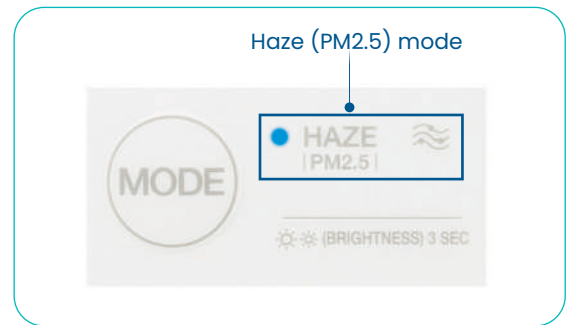 Haze (PM2.5) mode
MODE
HAZE
|PM2.5|
(BRIGHTNESS) 3 SEC